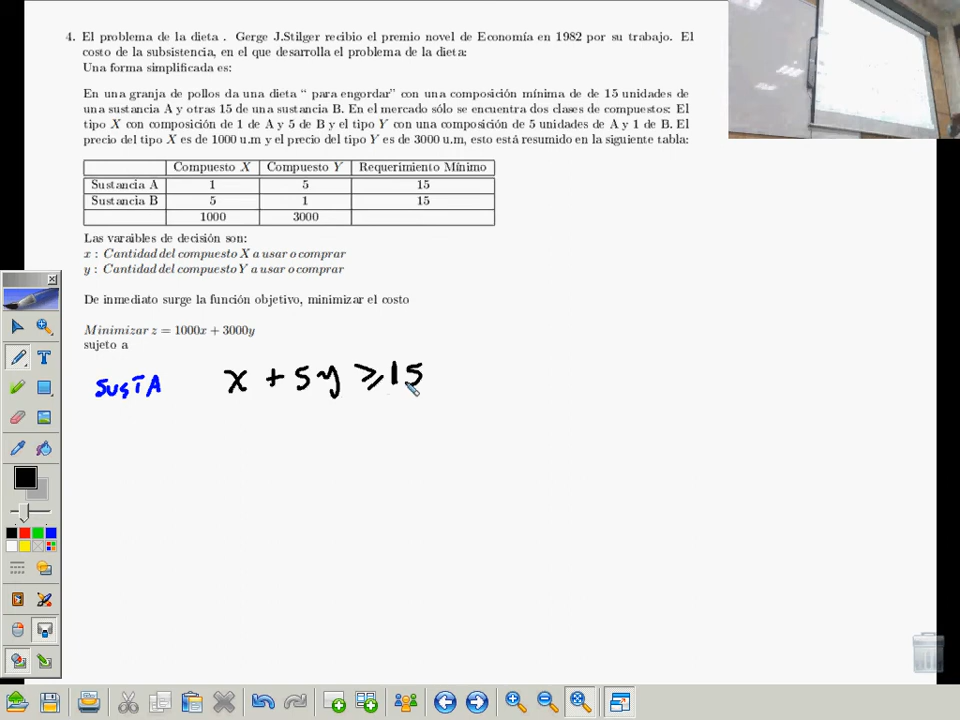 4. El problema de la dieta . Gerge J.Stilger recibio el premio novel de Economía en 1982 por su trabajo. El
costo de la subsistencia, en el que desarrolla el problema de la dieta:
Una forma simplificada es:
En una granja de pollos da una dieta “ para engordar” con una composición mínima de de 15 unidades de
una sustancia A y otras 15 de una sustancia B. En el mercado sólo se encuentra dos clases de compuestos: El
tipo X con composición de 1 de A y 5 de B y el tipo Y con una composición de 5 unidades de A y 1 de B. El
precio del tipo X es de 1000 u.m y el precio del tipo Y es de 3000 u.m, esto está resumido en la siguiente tabla:
Compuesto X Compuesto Y Requerimiento Mínimo
Sustancia A 1 5 15
Sustancia B 5 1 15
1000 3000
Las varaibles de decisión son:
x : Cantidad del compuesto X a usar o comprar
y : Cantidad del compuesto Y a usar o comprar
De inmediato surge la función objetivo, minimizar el costo
Minimizar z = 1000x + 3000y
sujeto a
SUSTA x + 5y ≥ 15